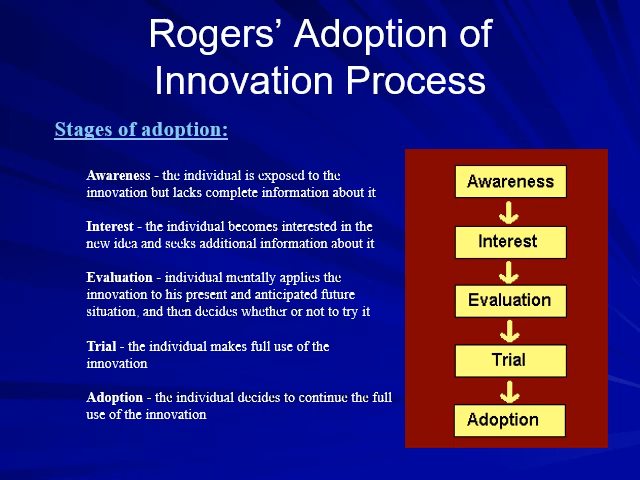 Rogers’ Adoption of
Innovation Process
Stages of adoption:
Awareness - the individual is exposed to the
innovation but lacks complete information about it
Interest - the individual becomes interested in the
new idea and seeks additional information about it
Evaluation - individual mentally applies the
innovation to his present and anticipated future
situation, and then decides whether or not to try it
Trial - the individual makes full use of the
innovation
Adoption - the individual decides to continue the full
use of the innovation
Awareness
Interest
Evaluation
Trial
Adoption